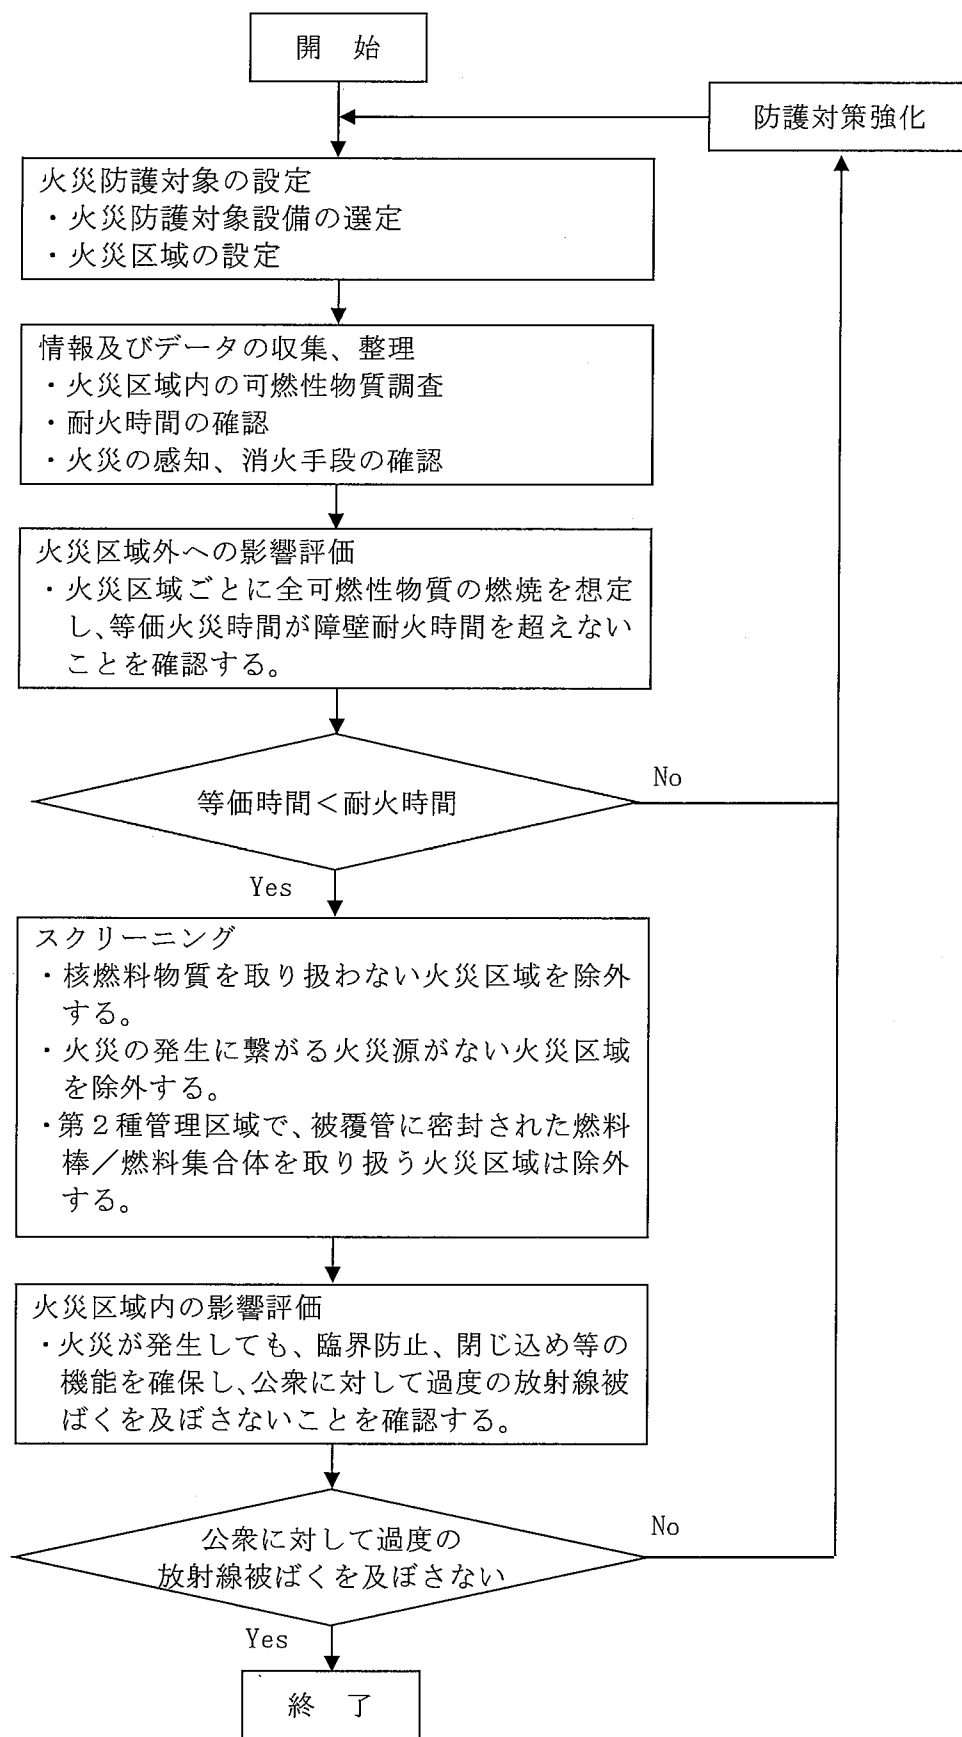 開　始
防護対策強化
火災防護対象の設定
・火災防護対象設備の選定
・火災区域の設定
情報及びデータの収集、整理
・火災区域内の可燃性物質調査
・耐火時間の確認
・火災の感知、消火手段の確認
火災区域外への影響評価
・火災区域ごとに全可燃性物質の燃焼を想定
し、等価火災時間が障壁耐火時間を超えない
ことを確認する。
等価時間＜耐火時間
No
Yes
スクリーニング
・核燃料物質を取り扱わない火災区域を除外
する。
・火災の発生に繋がる火災源がない火災区域
を除外する。
・第２種管理区域で、被覆管に密封された燃料
棒／燃料集合体を取り扱う火災区域は除外
する。
火災区域内の影響評価
・火災が発生しても、臨界防止、閉じ込め等の
機能を確保し、公衆に対して過度の放射線被
ばくを及ぼさないことを確認する。
公衆に対して過度の
放射線被ばくを及ぼさない
No
Yes
終　了